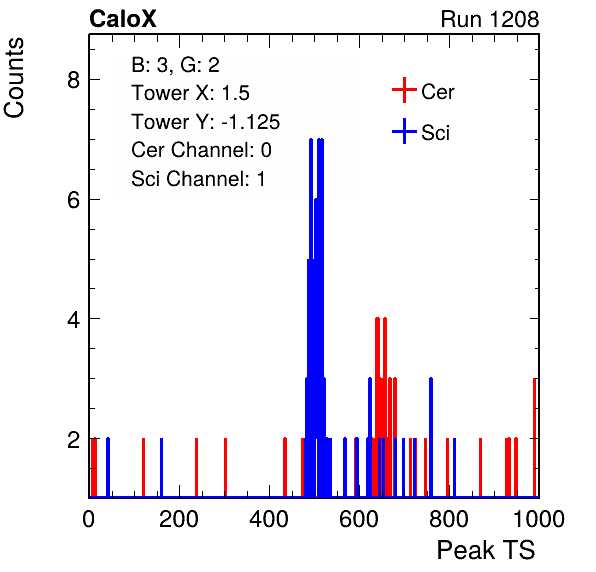 CaloX Run 1208
Counts
B: 3, G: 2
Tower X: 1.5
Tower Y: -1.125
Cer Channel: 0
Sci Channel: 1
Cer
Sci
8
6
4
2
0 200 400 600 800 1000
Peak TS